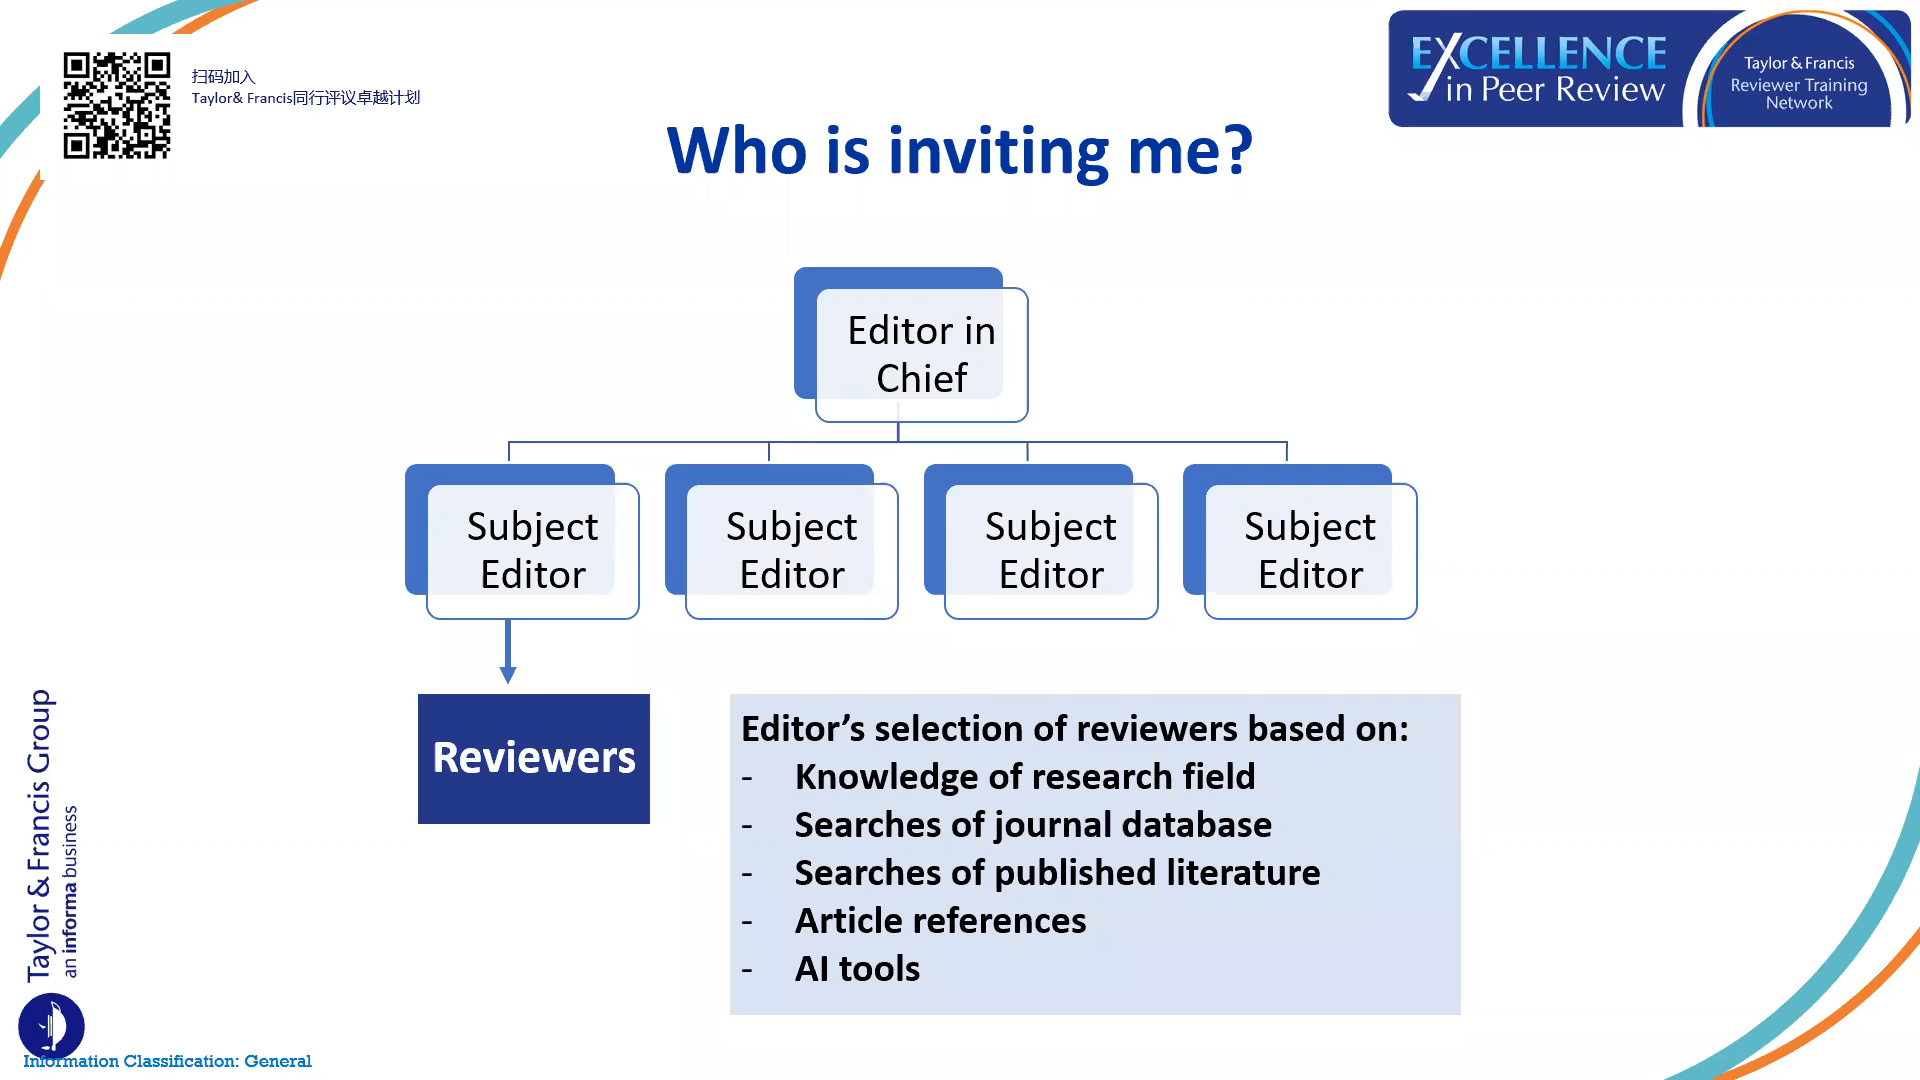 扫码加入
Taylor& Francis同行评议卓越计划
EXCELLENCE
in Peer Review
Taylor & Francis
Reviewer Training
Network
Who is inviting me?
Editor in
Chief
Subject
Editor
Subject
Editor
Subject
Editor
Subject
Editor
Reviewers
Editor’s selection of reviewers based on:
- Knowledge of research field
- Searches of journal database
- Searches of published literature
- Article references
- AI tools
Taylor & Francis Group
an informa business
Information Classification: General